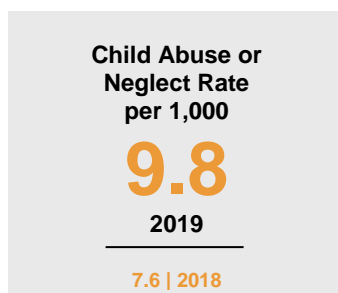 Child Abuse or
Neglect Rate
per 1,000
9.8
2019
7.6 | 2018